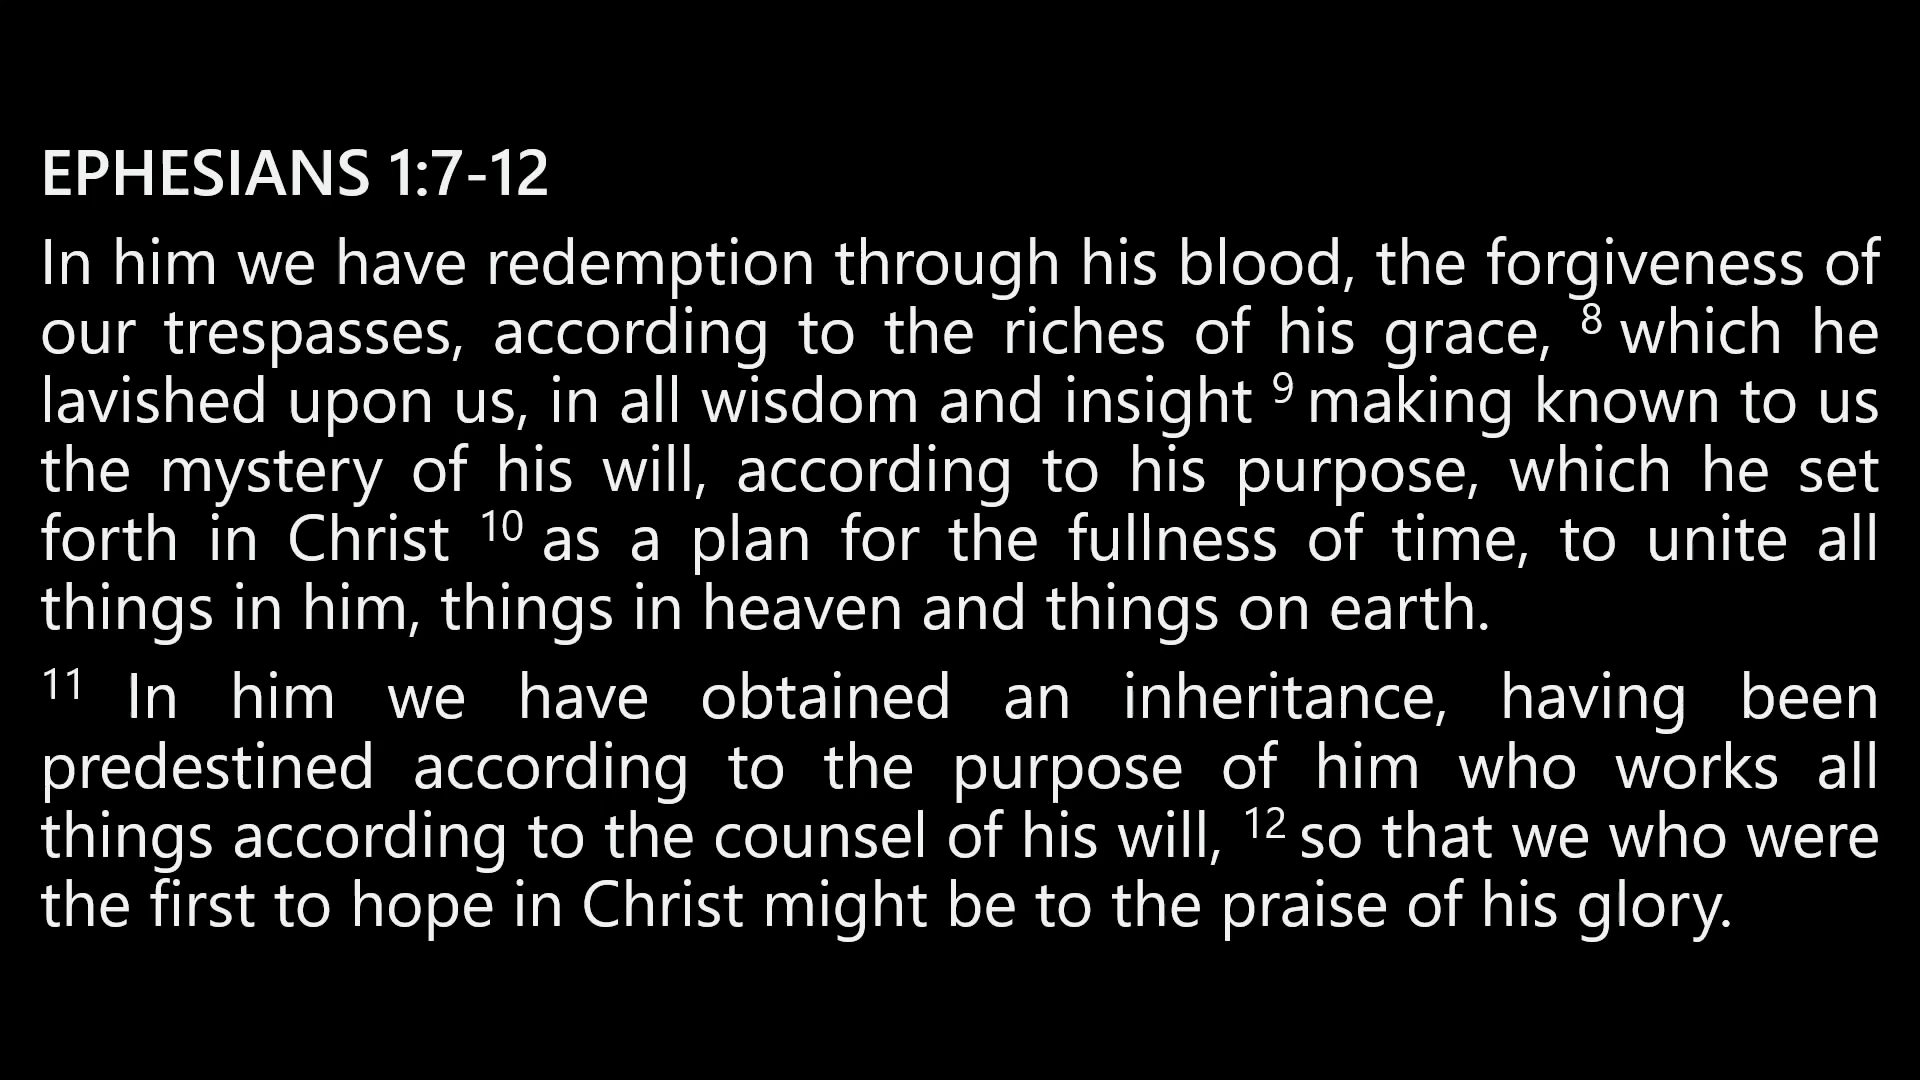 EPHESIANS 1:7-12
In him we have redemption through his blood, the forgiveness of
our trespasses, according to the riches of his grace, 8 which he
lavished upon us, in all wisdom and insight 9 making known to us
the mystery of his will, according to his purpose, which he set
forth in Christ 10 as a plan for the fullness of time, to unite all
things in him, things in heaven and things on earth.
11 In him we have obtained an inheritance, having been
predestined according to the purpose of him who works all
things according to the counsel of his will, 12 so that we who were
the first to hope in Christ might be to the praise of his glory.